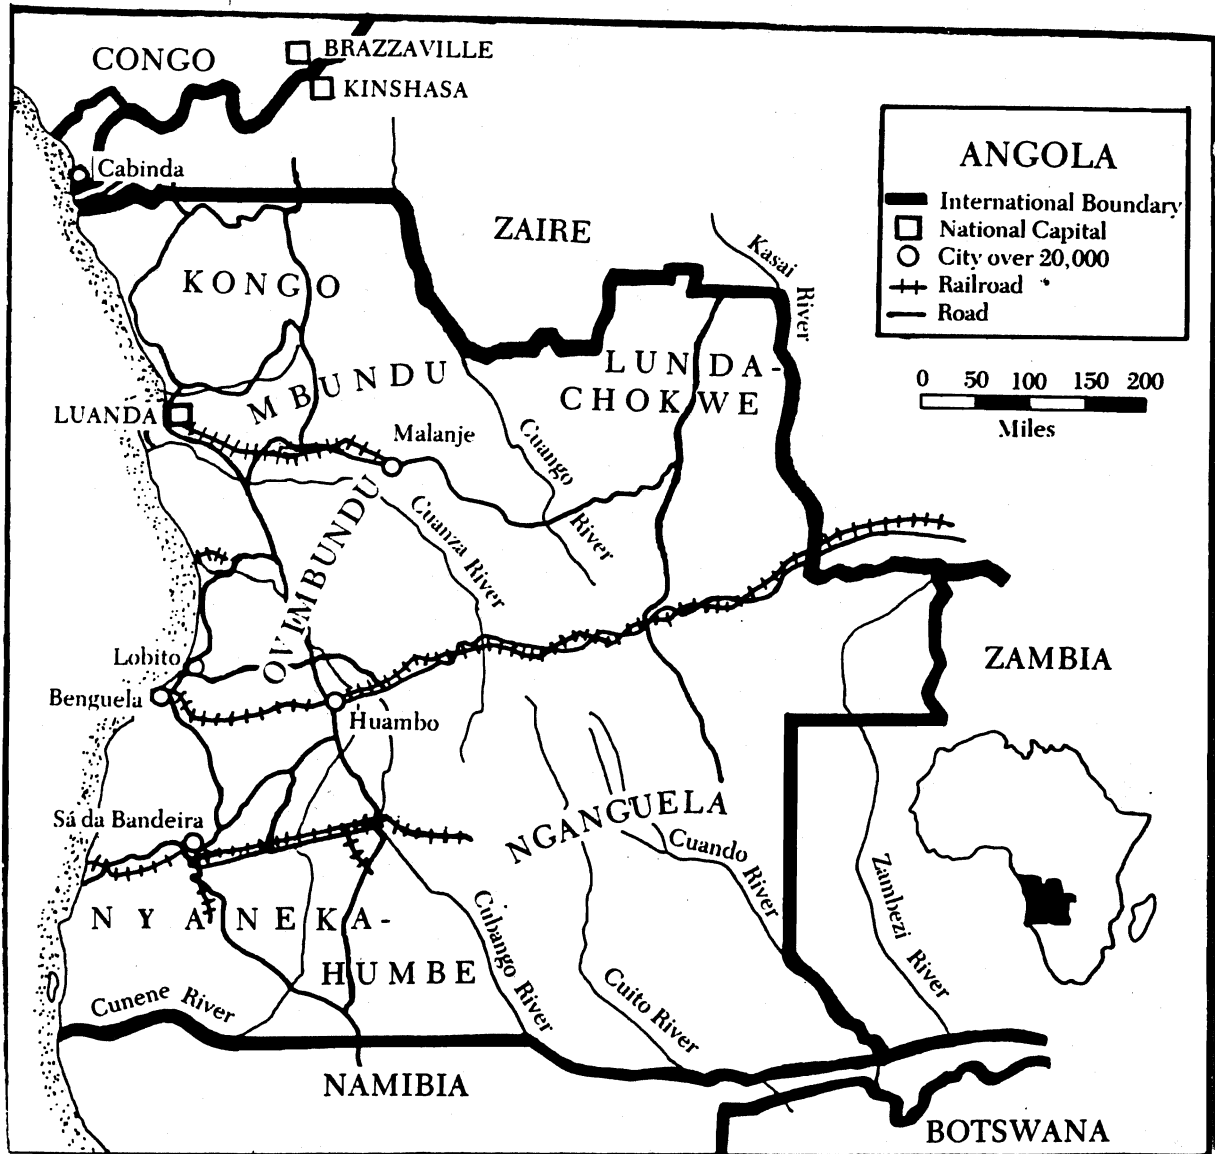 CONGO
BRAZZAVILLE
KINSHASA
Cabinda
ZAIRE
Kasai River
ANGOLA
International Boundary
National Capital
City over 20,000
Railroad
Road
0 50 100 150 200
Miles
KONGO
MBUNDU
LUNDA-
CHOKWE
LUANDA
Malanje
Cuango River
Cuanza River
OVIMBUNDU
Lobito
Benguela
Huambo
ZAMBIA
NGANGUELA
Sá da Bandeira
Cuando River
Zambezi River
NYANEKA-
HUMBE
Cubango River
Cuito River
Cunene River
NAMIBIA
BOTSWANA